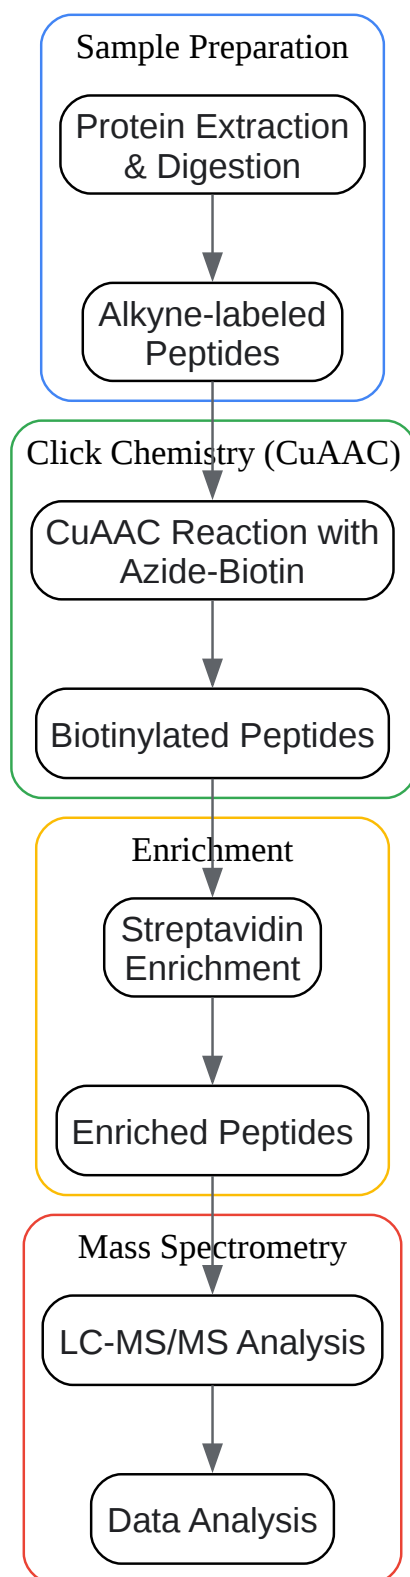 Sample Preparation
Protein Extraction
& Digestion
Alkyne-labeled
Peptides
Click Chemistry (CuAAC)
CuAAC Reaction with
Azide-Biotin
Biotinylated Peptides
Enrichment
Streptavidin
Enrichment
Enriched Peptides
Mass Spectrometry
LC-MS/MS Analysis
Data Analysis